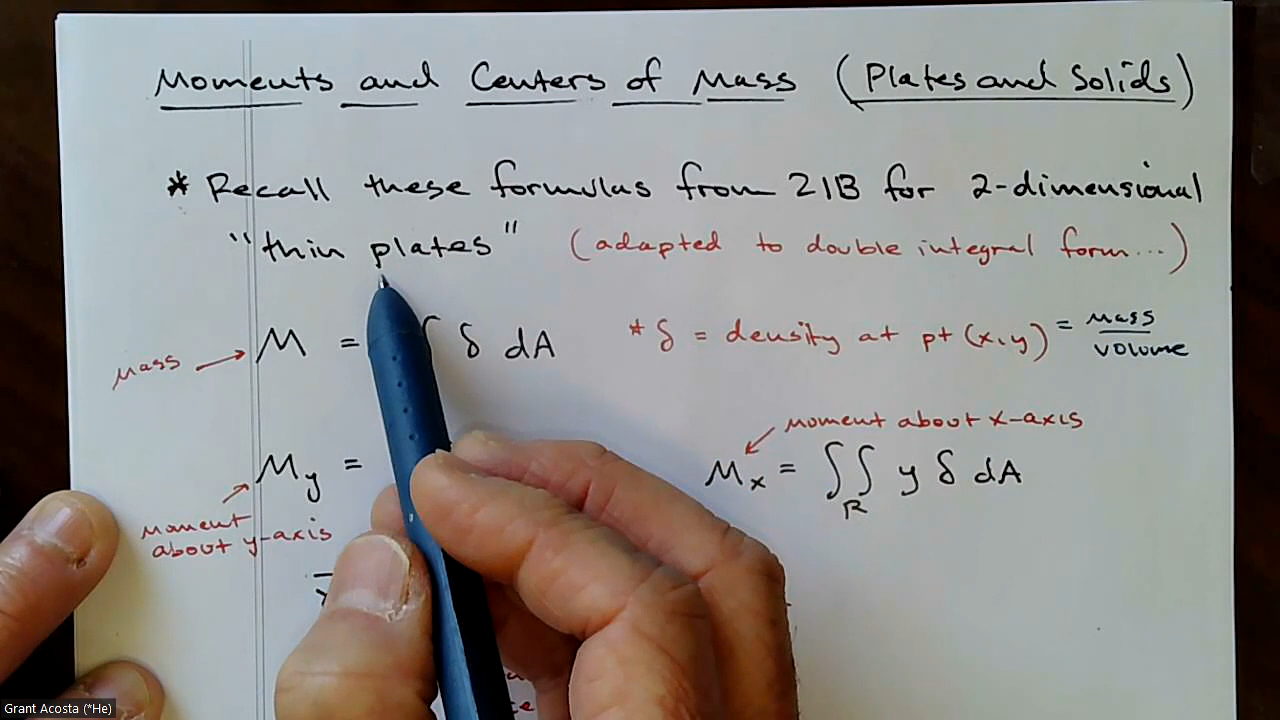 Moments and Centers of Mass (Plates and Solids)
* Recall these formulas from 21B for 2-dimensional
"thin plates" (adapted to double integral form...)
Mass → M = ∫ δ dA * δ = density at pt (x,y) = mass/volume
moment about x-axis
My = Mx = ∫∫R y δ dA
moment
about y-axis
Grant Acosta (*He)